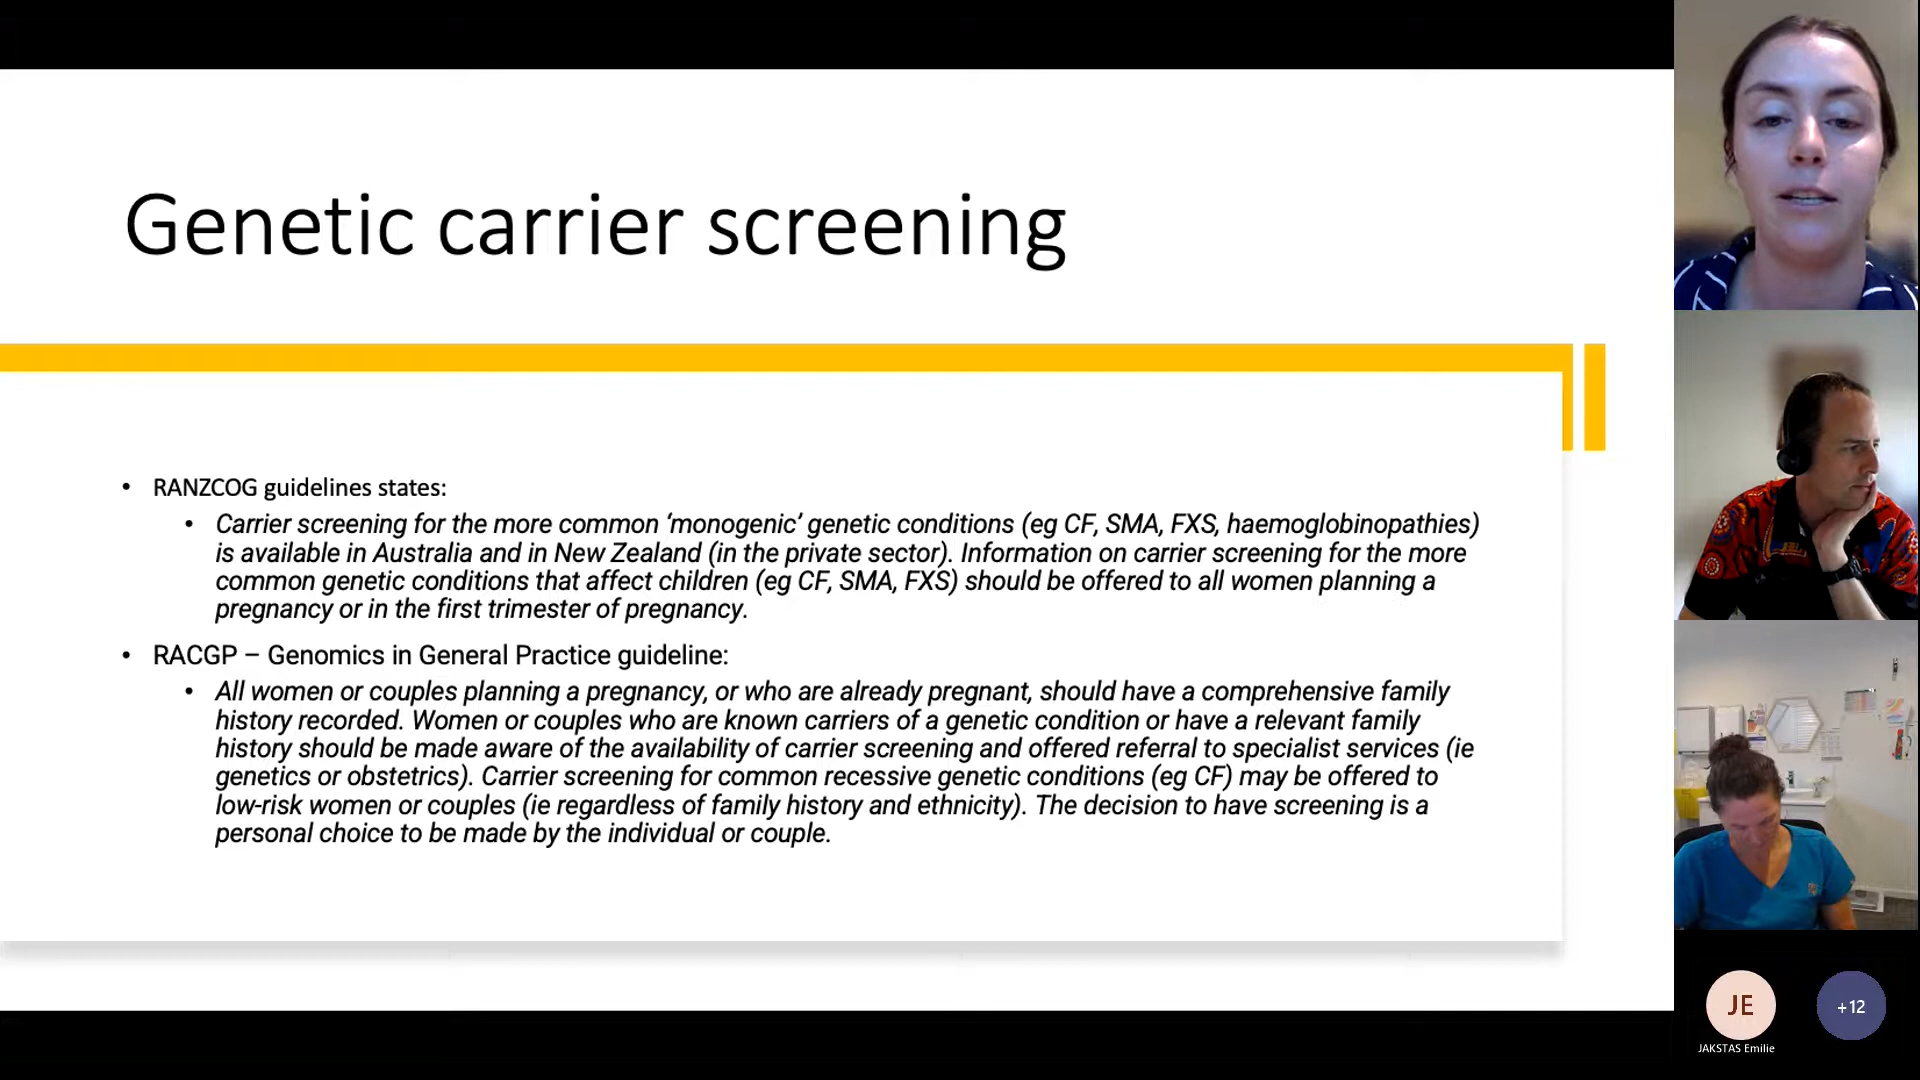 Genetic carrier screening
• RANZCOG guidelines states:
• Carrier screening for the more common ‘monogenic’ genetic conditions (eg CF, SMA, FXS, haemoglobinopathies)
is available in Australia and in New Zealand (in the private sector). Information on carrier screening for the more
common genetic conditions that affect children (eg CF, SMA, FXS) should be offered to all women planning a
pregnancy or in the first trimester of pregnancy.
• RACGP – Genomics in General Practice guideline:
• All women or couples planning a pregnancy, or who are already pregnant, should have a comprehensive family
history recorded. Women or couples who are known carriers of a genetic condition or have a relevant family
history should be made aware of the availability of carrier screening and offered referral to specialist services (ie
genetics or obstetrics). Carrier screening for common recessive genetic conditions (eg CF) may be offered to
low-risk women or couples (ie regardless of family history and ethnicity). The decision to have screening is a
personal choice to be made by the individual or couple.
JE
+12
JAKSTAS Emilie